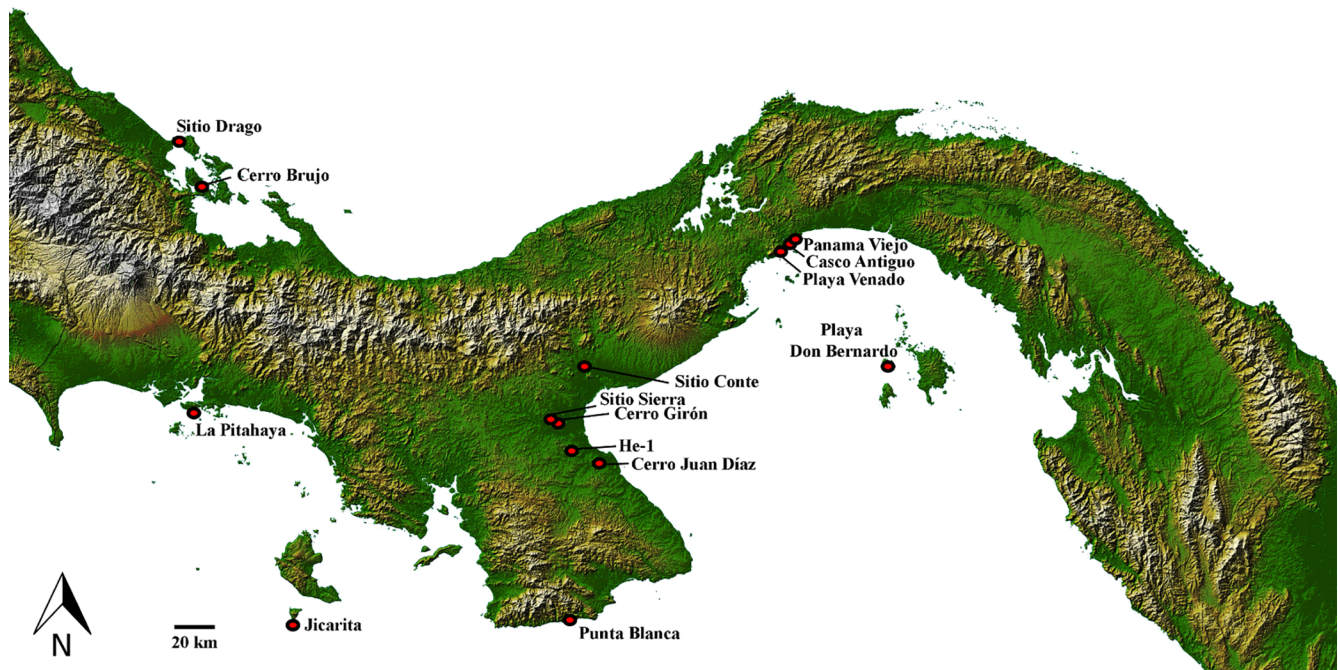 Sitio Drago
Cerro Brujo
Panama Viejo
Casco Antiguo
Playa Venado
Playa
Don Bernardo
Sitio Conte
Sitio Sierra
Cerro Girón
La Pitahaya
He-1
Cerro Juan Díaz
Jicarita
Punta Blanca
20 km
N